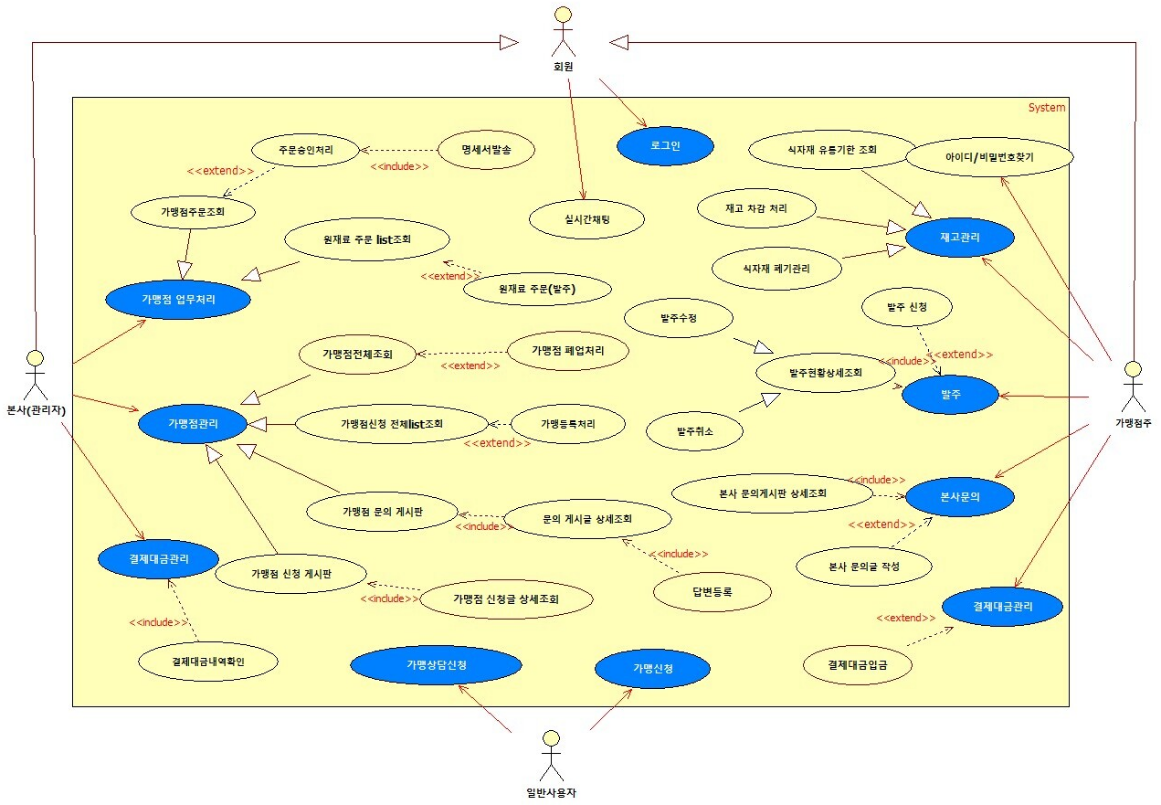 회원
System
로그인
주문승인처리
<<include>>
명세서발송
식자재 유통기한 조회
아이디/비밀번호찾기
<<extend>>
가맹점주문조회
실시간채팅
재고 차감 처리
재고관리
원재료 주문 list조회
식자재 폐기관리
<<extend>>
원재료 주문(발주)
가맹점 업무처리
발주 신청
발주수정
가맹점전체조회
<<extend>>
가맹점 폐업처리
<<include>>
<<extend>>
발주현황상세조회
발주
본사(관리자)
가맹점주
가맹점관리
가맹점신청 전체list조회
<<extend>>
가맹등록처리
발주취소
본사 문의게시판 상세조회
<<include>>
본사문의
가맹점 문의 게시판
<<include>>
문의 게시글 상세조회
<<extend>>
결제대금관리
<<include>>
본사 문의글 작성
가맹점 신청 게시판
<<include>>
가맹점 신청글 상세조회
답변등록
결제대금관리
<<include>>
<<extend>>
결제대금내역확인
가맹상담신청
가맹신청
결제대금입금
일반사용자